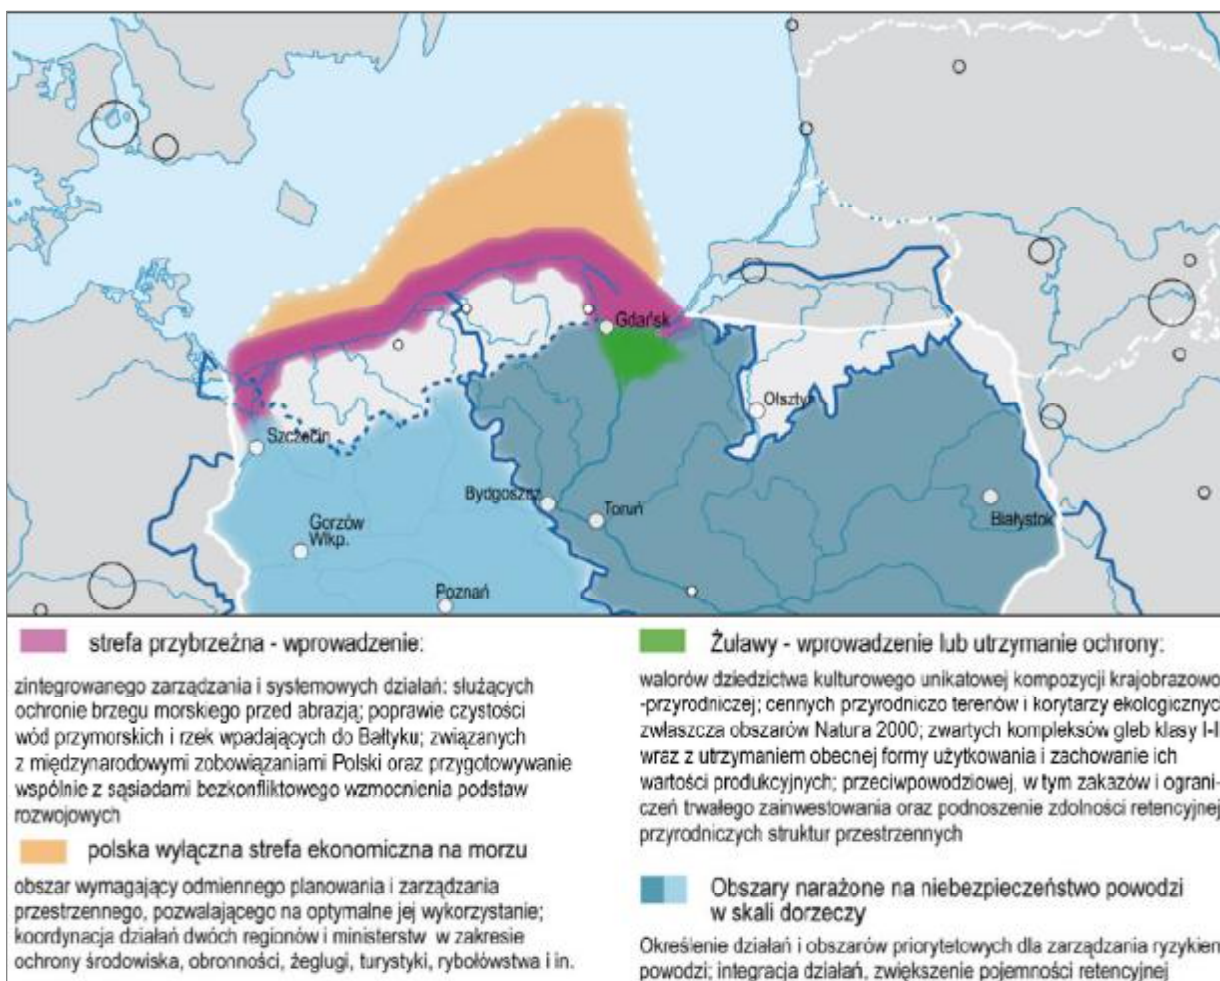 Gdańsk
Olsztyn
Szczecin
Bydgoszcz
Toruń
Białystok
Gorzów
Wlkp.
Poznań
strefa przybrzeżna - wprowadzenie:
zintegrowanego zarządzania i systemowych działań: służących
ochronie brzegu morskiego przed abrazją; poprawie czystości
wód przymorskich i rzek wpadających do Bałtyku; związanych
z międzynarodowymi zobowiązaniami Polski oraz przygotowywanie
wspólnie z sąsiadami bezkonfliktowego wzmocnienia podstaw
rozwojowych
polska wyłączna strefa ekonomiczna na morzu
obszar wymagający odmiennego planowania i zarządzania
przestrzennego, pozwalającego na optymalne jej wykorzystanie;
koordynacja działań dwóch regionów i ministerstw w zakresie
ochrony środowiska, obronności, żeglugi, turystyki, rybołówstwa i in.
Żuławy - wprowadzenie lub utrzymanie ochrony:
walorów dziedzictwa kulturowego unikatowej kompozycji krajobrazowo
-przyrodniczej; cennych przyrodniczo terenów i korytarzy ekologicznyc
zwłaszcza obszarów Natura 2000; zwartych kompleksów gleb klasy I-II
wraz z utrzymaniem obecnej formy użytkowania i zachowanie ich
wartości produkcyjnych; przeciwpowodziowej, w tym zakazów i ograni-
czeń trwałego zainwestowania oraz podnoszenie zdolności retencyjnej
przyrodniczych struktur przestrzennych
Obszary narażone na niebezpieczeństwo powodzi
w skali dorzeczy
Określenie działań i obszarów priorytetowych dla zarządzania ryzykien
powodzi; integracja działań, zwiększenie pojemności retencyjnej